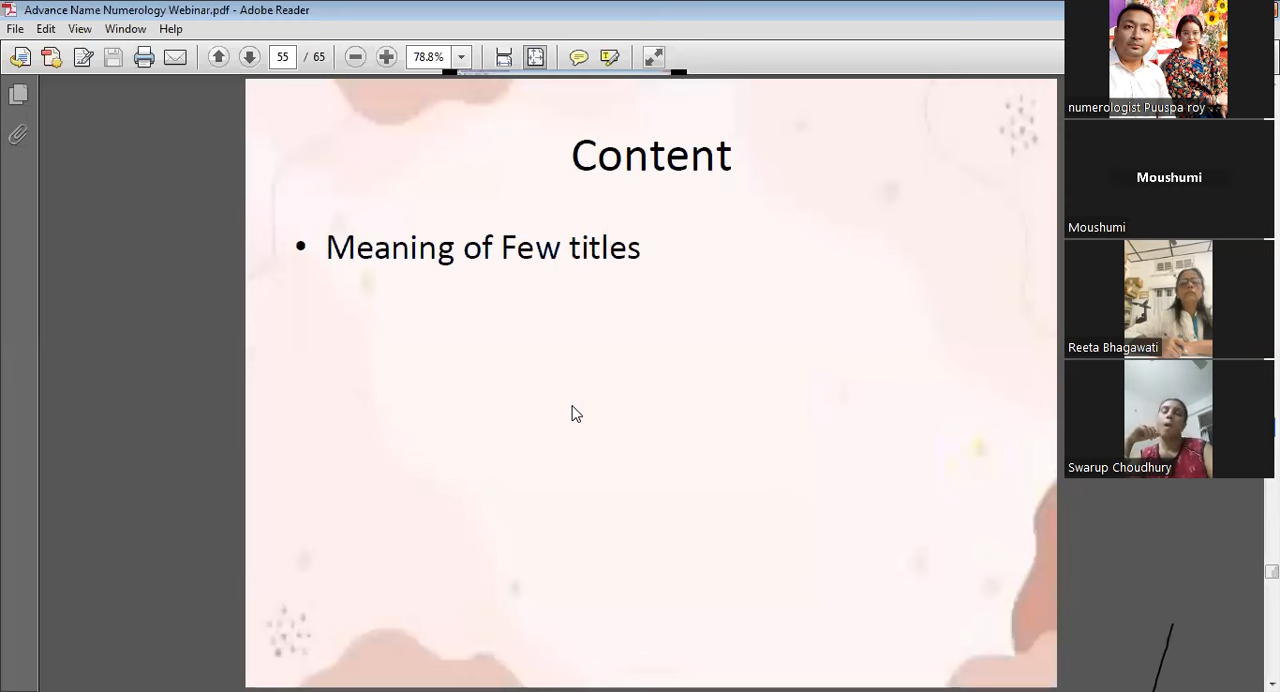 Advance Name Numerology Webinar.pdf - Adobe Reader
File Edit View Window Help
55 / 65 78.8%
Content
• Meaning of Few titles
numerologist Puuspa roy
Moushumi
Moushumi
Reeta Bhagawati
Swarup Choudhury